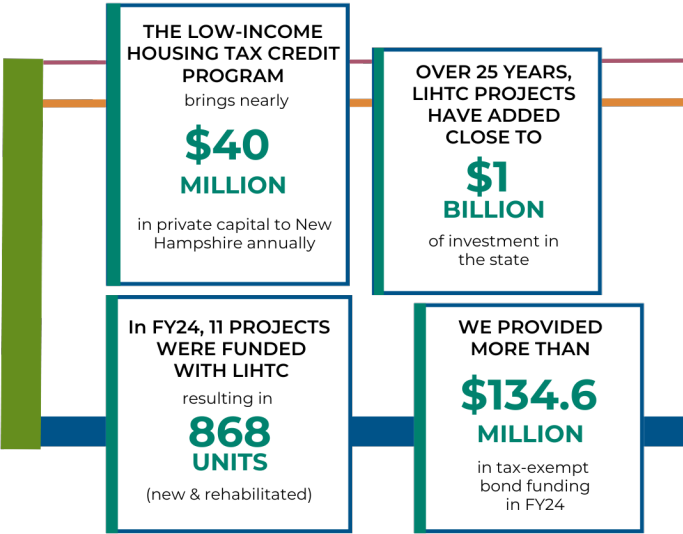 THE LOW-INCOME
HOUSING TAX CREDIT
PROGRAM
brings nearly
$40
MILLION
in private capital to New
Hampshire annually
OVER 25 YEARS,
LIHTC PROJECTS
HAVE ADDED
CLOSE TO
$1
BILLION
of investment in
the state
In FY24, 11 PROJECTS
WERE FUNDED
WITH LIHTC
resulting in
868
UNITS
(new & rehabilitated)
WE PROVIDED
MORE THAN
$134.6
MILLION
in tax-exempt
bond funding
in FY24